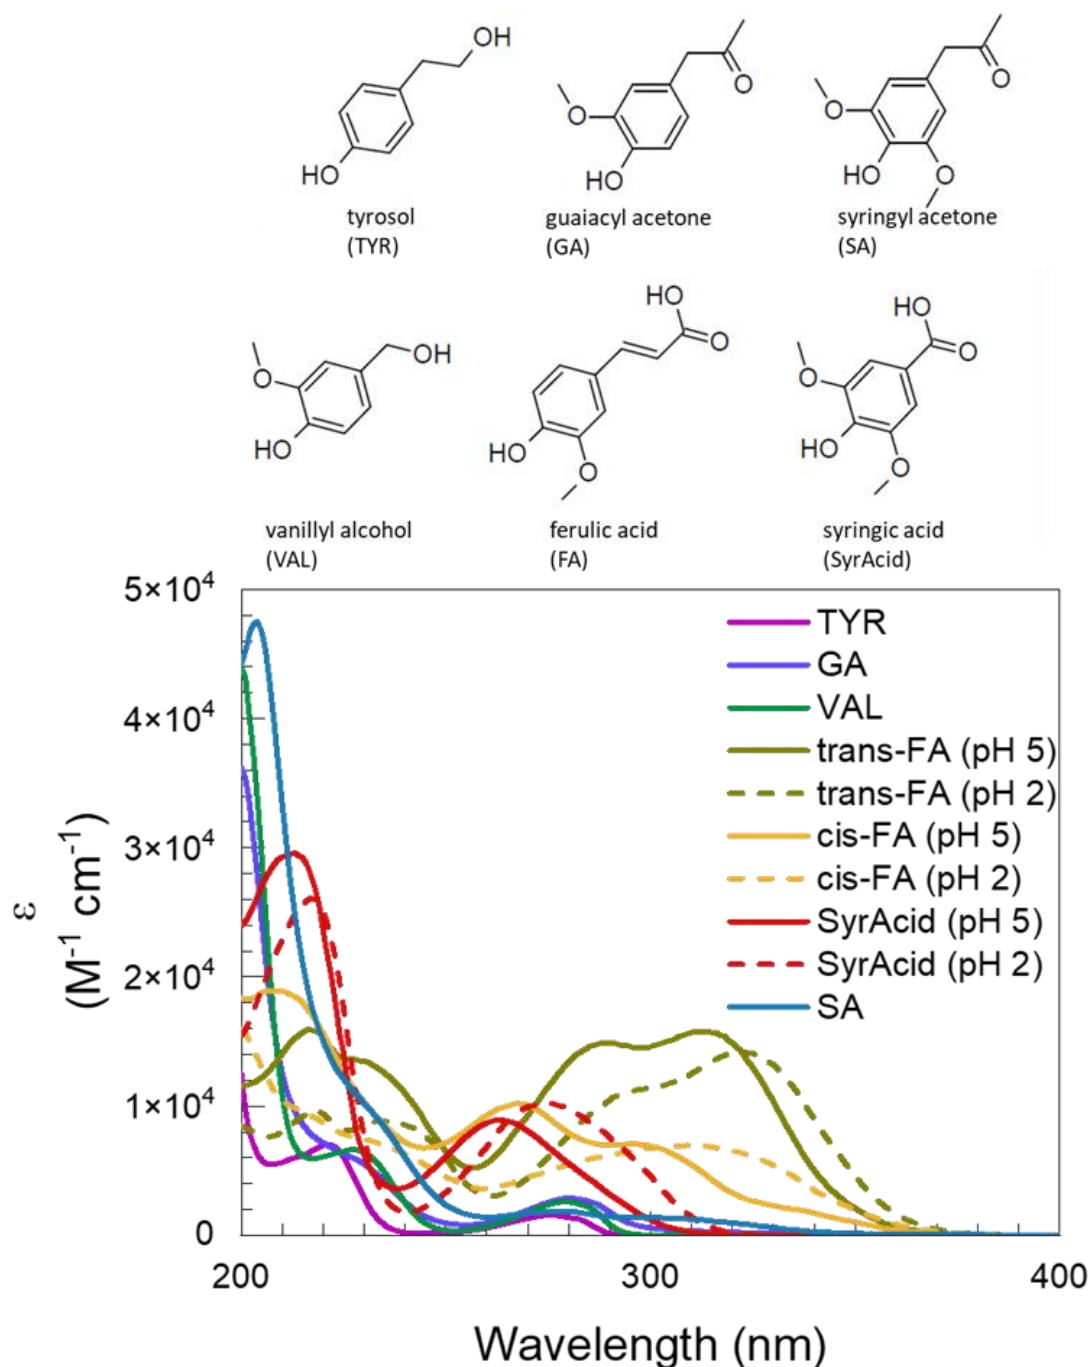 OH
HO
tyrosol
(TYR)
O
O
HO
guaiacyl acetone
(GA)
O
O
HO
O
syringyl acetone
(SA)
O
OH
HO
vanillyl alcohol
(VAL)
HO
O
HO
O
ferulic acid
(FA)
HO
O
O
HO
O
syringic acid
(SyrAcid)
5×10⁴
4×10⁴
3×10⁴
2×10⁴
1×10⁴
0
ε
(M⁻¹ cm⁻¹)
TYR
GA
VAL
trans-FA (pH 5)
trans-FA (pH 2)
cis-FA (pH 5)
cis-FA (pH 2)
SyrAcid (pH 5)
SyrAcid (pH 2)
SA
200
300
400
Wavelength (nm)